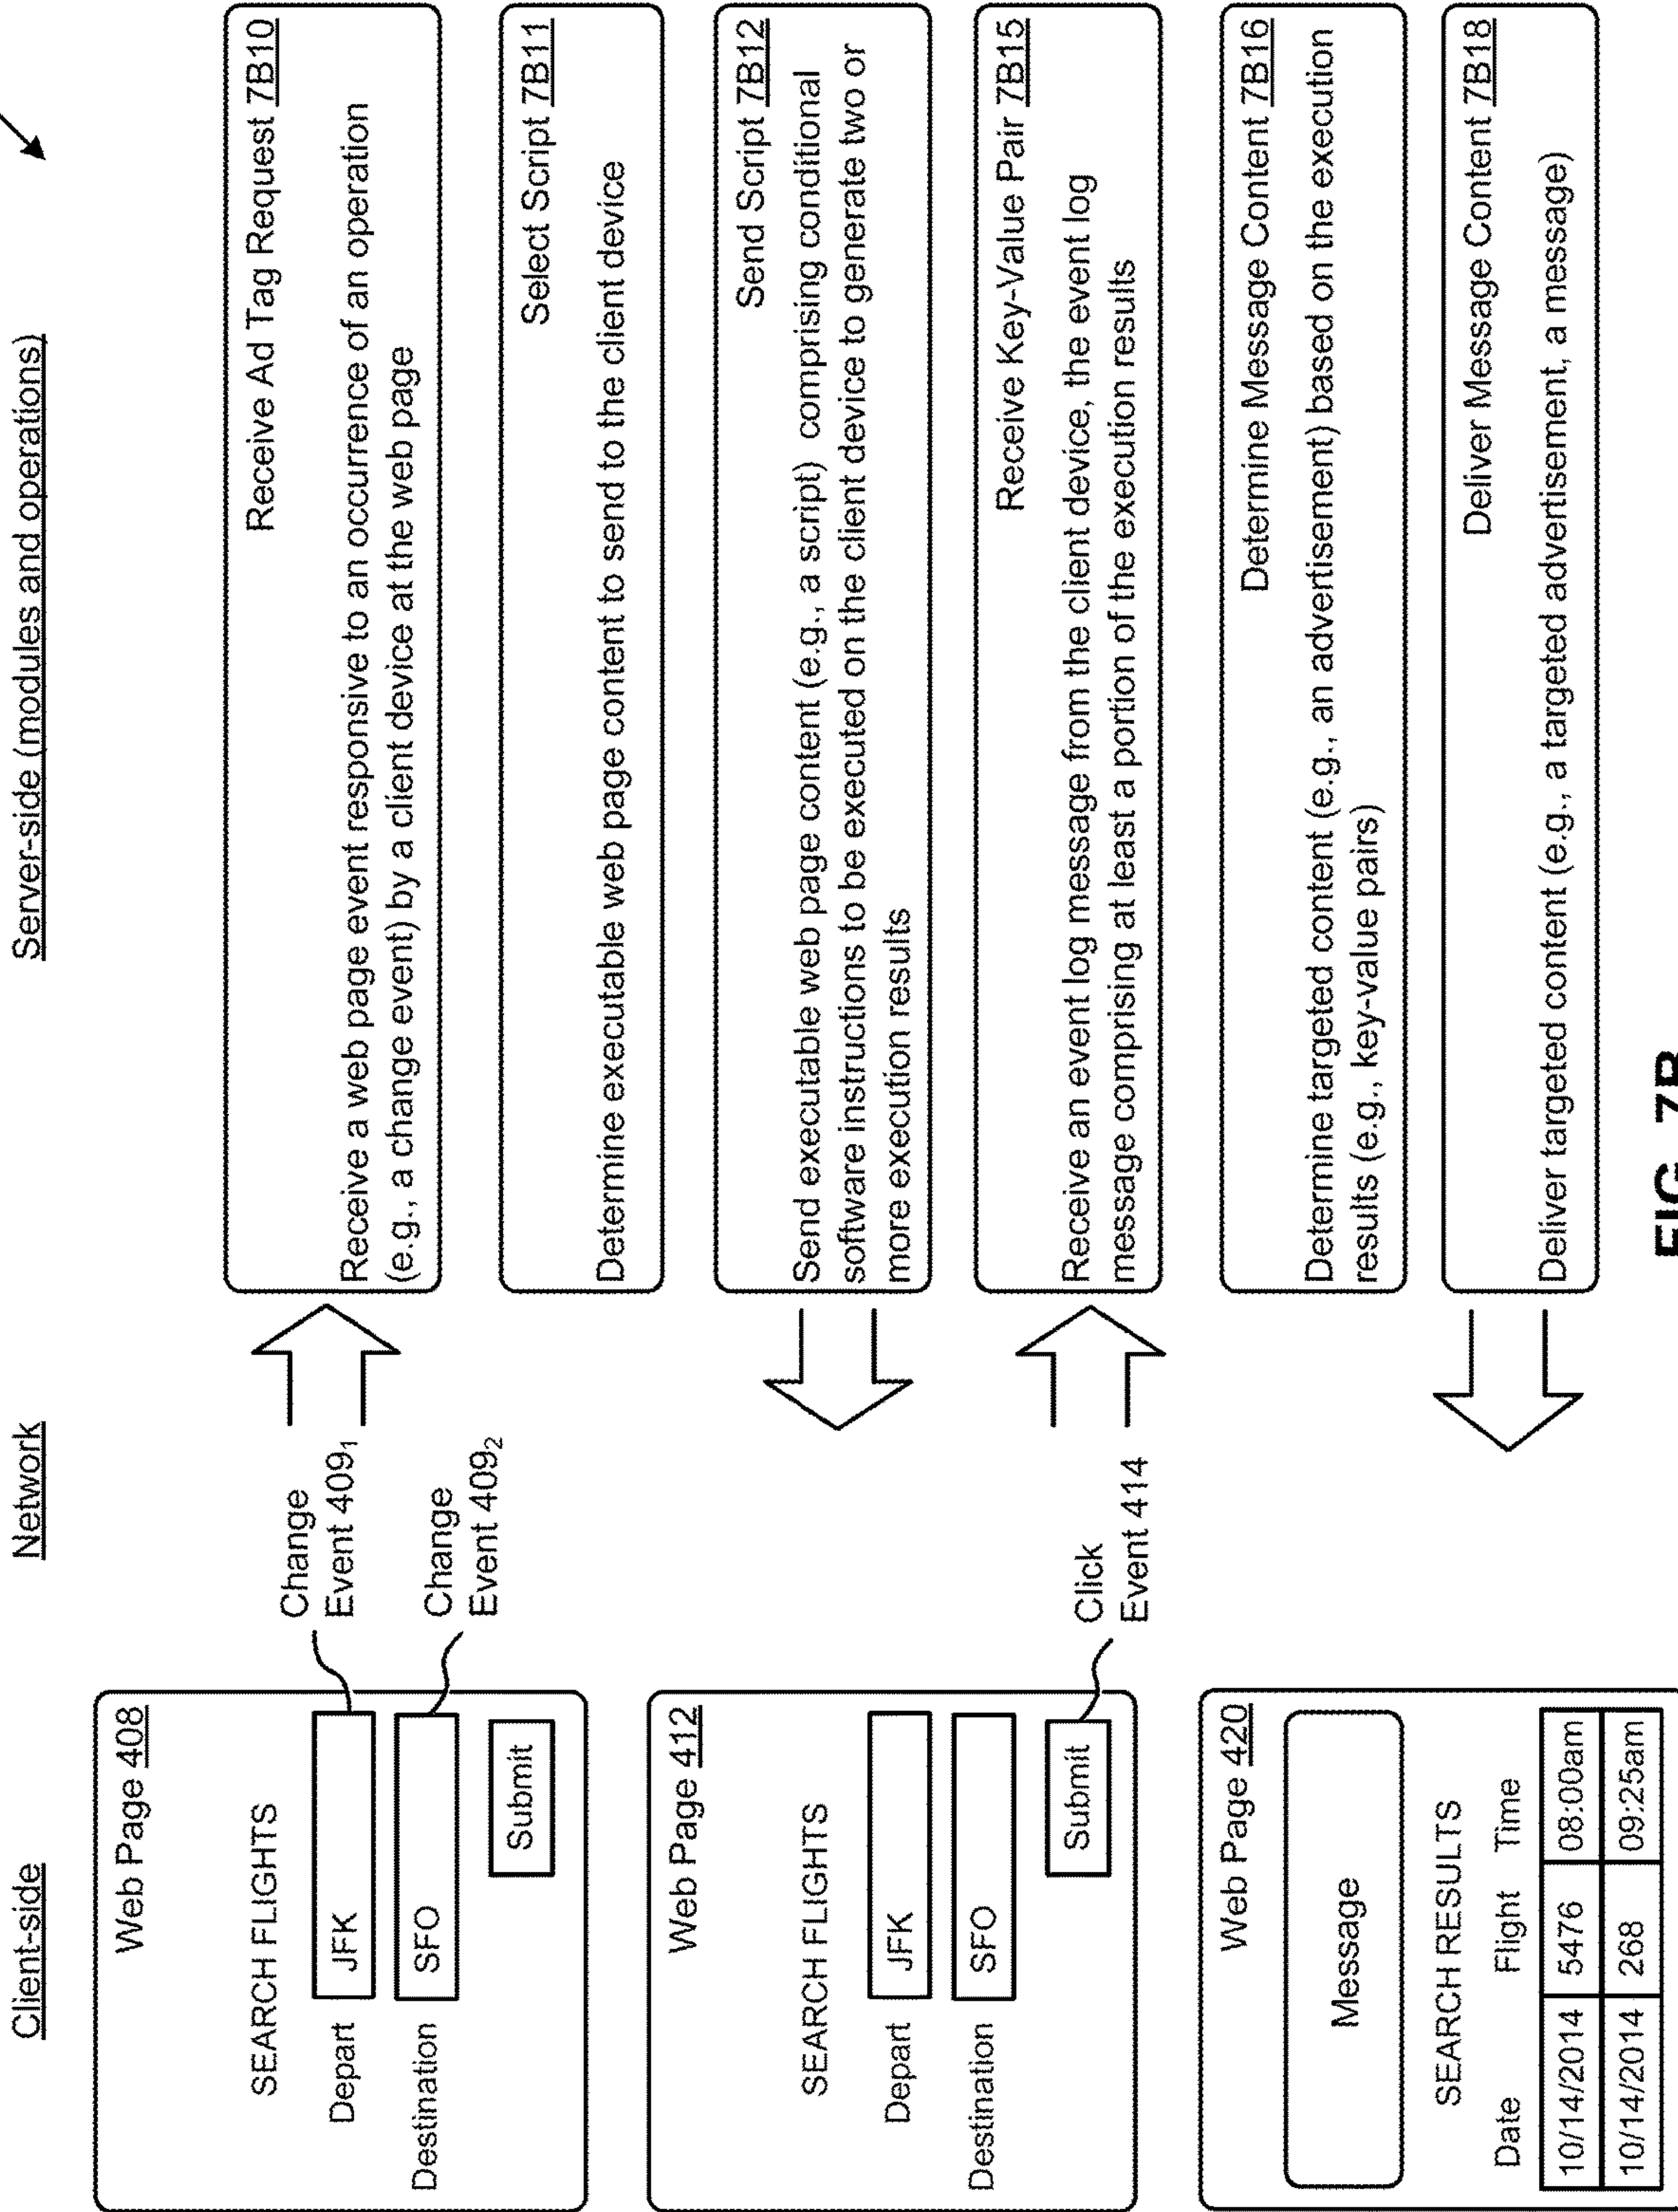 Client-side
Network
Server-side (modules and operations)
Web Page 408
SEARCH FLIGHTS
Depart JFK
Destination SFO
Submit
Change
Event 409₁
Change
Event 409₂
Receive Ad Tag Request 7B10
Receive a web page event responsive to an occurrence of an operation
(e.g., a change event) by a client device at the web page
Select Script 7B11
Determine executable web page content to send to the client device
Web Page 412
SEARCH FLIGHTS
Depart JFK
Destination SFO
Submit
Click
Event 414
Send Script 7B12
Send executable web page content (e.g., a script) comprising conditional
software instructions to be executed on the client device to generate two or
more execution results
Receive Key-Value Pair 7B15
Receive an event log message from the client device, the event log
message comprising at least a portion of the execution results
Web Page 420
Message
SEARCH RESULTS
Date Flight Time
10/14/2014 5476 08:00am
10/14/2014 268 09:25am
Determine Message Content 7B16
Determine targeted content (e.g., an advertisement) based on the execution
results (e.g., key-value pairs)
Deliver Message Content 7B18
Deliver targeted content (e.g., a targeted advertisement, a message)
FIG. 7B